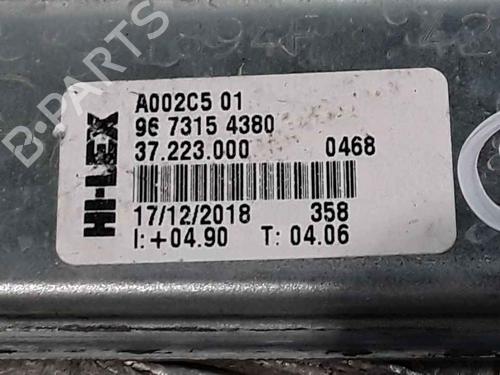 B-PARTS
HI-LEX
A002C5 01
96 7315 4380
37.223.000 0468
17/12/2018 358
I:+04.90 T: 04.06